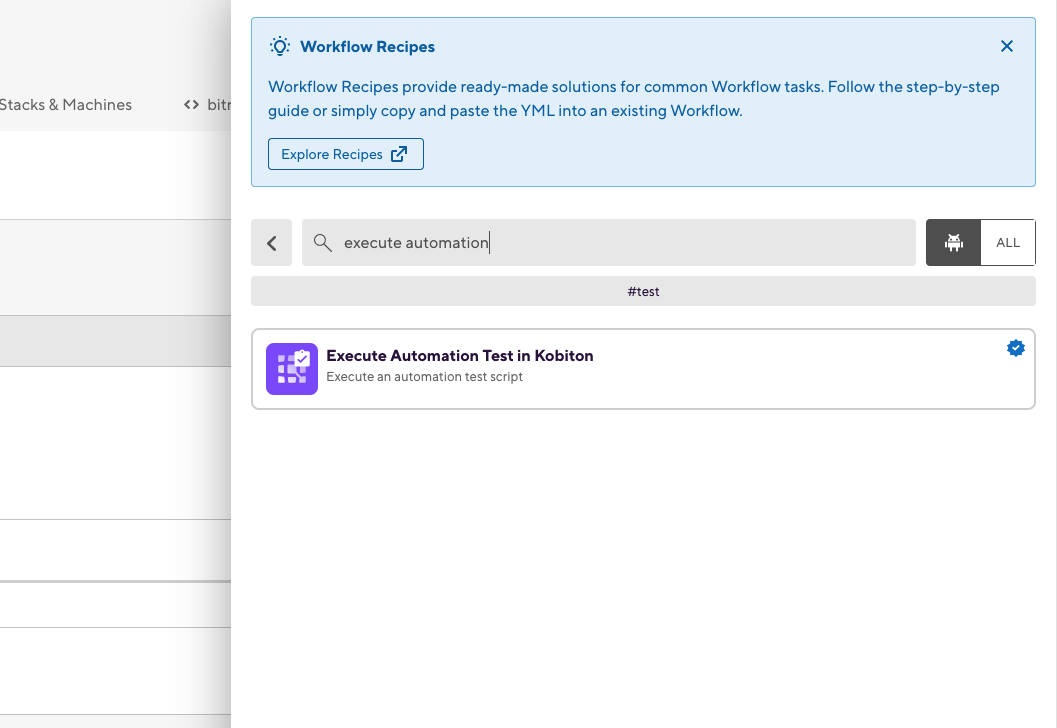 Workflow Recipes
Workflow Recipes provide ready-made solutions for common Workflow tasks. Follow the step-by-step
guide or simply copy and paste the YML into an existing Workflow.
Stacks & Machines
<> bitr
Explore Recipes
execute automation
ALL
#test
Execute Automation Test in Kobiton
Execute an automation test script